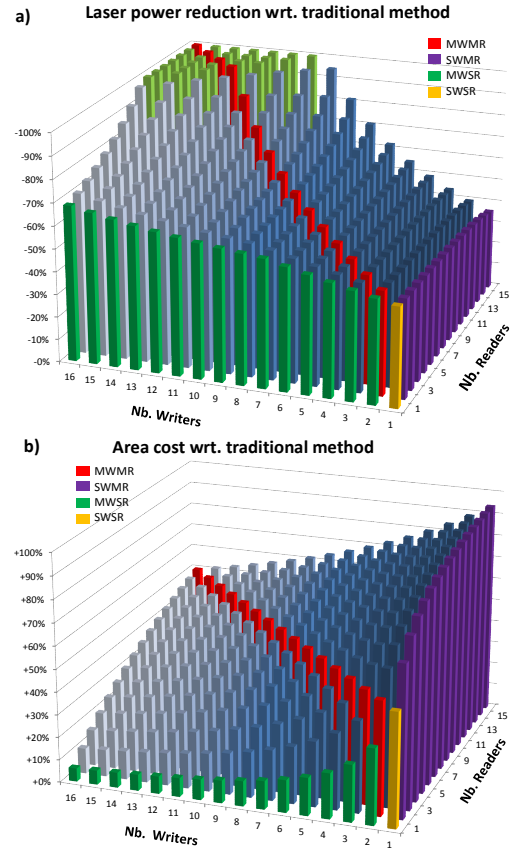 a)
Laser power reduction wrt. traditional method
MWMR
SWMR
MWSR
SWSR
-100%
-90%
-80%
-70%
-60%
-50%
-40%
-30%
-20%
-10%
-0%
16 15 14 13 12 11 10 9 8 7 6 5 4 3 2 1
Nb. Writers
1 3 5 7 9 11 13 15
Nb. Readers
b)
Area cost wrt. traditional method
MWMR
SWMR
MWSR
SWSR
+100%
+90%
+80%
+70%
+60%
+50%
+40%
+30%
+20%
+10%
+0%
16 15 14 13 12 11 10 9 8 7 6 5 4 3 2 1
Nb. Writers
1 3 5 7 9 11 13 15
Nb. Readers